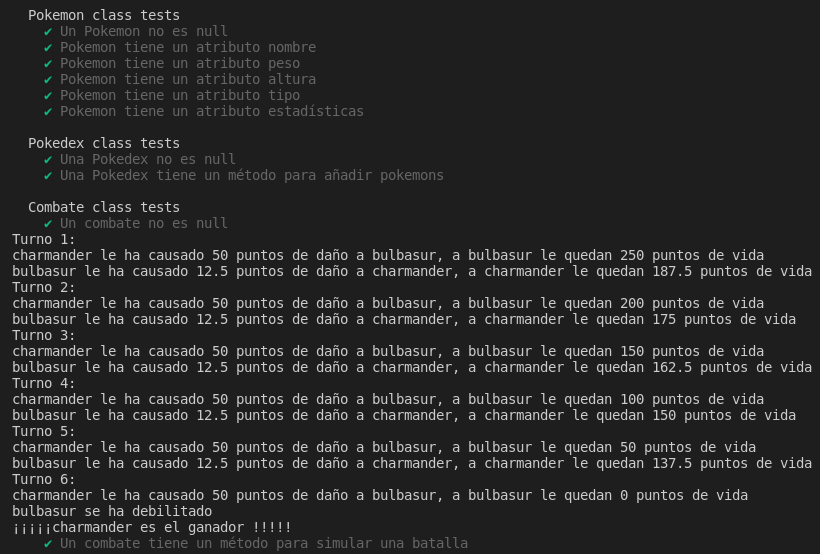 Pokemon class tests
✔ Un Pokemon no es null
✔ Pokemon tiene un atributo nombre
✔ Pokemon tiene un atributo peso
✔ Pokemon tiene un atributo altura
✔ Pokemon tiene un atributo tipo
✔ Pokemon tiene un atributo estadísticas
Pokedex class tests
✔ Una Pokedex no es null
✔ Una Pokedex tiene un método para añadir pokemons
Combate class tests
✔ Un combate no es null
Turno 1:
charmander le ha causado 50 puntos de daño a bulbasur, a bulbasur le quedan 250 puntos de vida
bulbasur le ha causado 12.5 puntos de daño a charmander, a charmander le quedan 187.5 puntos de vida
Turno 2:
charmander le ha causado 50 puntos de daño a bulbasur, a bulbasur le quedan 200 puntos de vida
bulbasur le ha causado 12.5 puntos de daño a charmander, a charmander le quedan 175 puntos de vida
Turno 3:
charmander le ha causado 50 puntos de daño a bulbasur, a bulbasur le quedan 150 puntos de vida
bulbasur le ha causado 12.5 puntos de daño a charmander, a charmander le quedan 162.5 puntos de vida
Turno 4:
charmander le ha causado 50 puntos de daño a bulbasur, a bulbasur le quedan 100 puntos de vida
bulbasur le ha causado 12.5 puntos de daño a charmander, a charmander le quedan 150 puntos de vida
Turno 5:
charmander le ha causado 50 puntos de daño a bulbasur, a bulbasur le quedan 50 puntos de vida
bulbasur le ha causado 12.5 puntos de daño a charmander, a charmander le quedan 137.5 puntos de vida
Turno 6:
charmander le ha causado 50 puntos de daño a bulbasur, a bulbasur le quedan 0 puntos de vida
bulbasur se ha debilitado
¡¡¡¡¡charmander es el ganador !!!!!
✔ Un combate tiene un método para simular una batalla